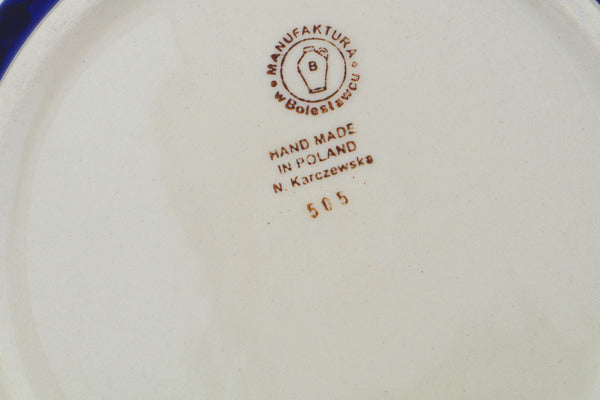 MANUFAKTURA
w Bolesławcu
B
HAND MADE
IN POLAND
N. Karczewska
505